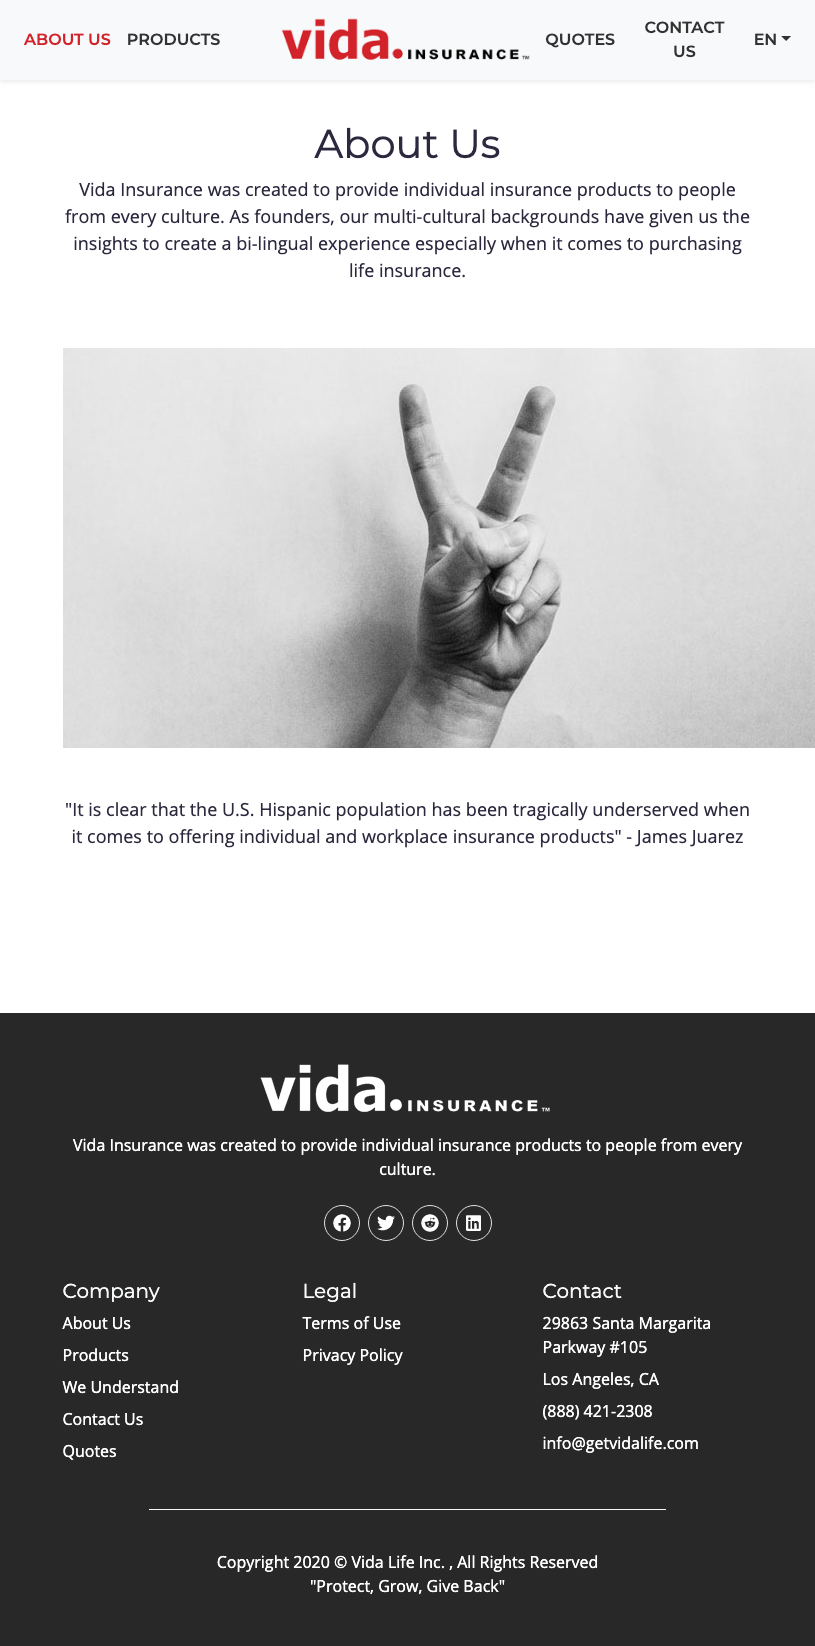 ABOUT US PRODUCTS vida.INSURANCE™ QUOTES CONTACT US EN
About Us
Vida Insurance was created to provide individual insurance products to people
from every culture. As founders, our multi-cultural backgrounds have given us the
insights to create a bi-lingual experience especially when it comes to purchasing
life insurance.
"It is clear that the U.S. Hispanic population has been tragically underserved when
it comes to offering individual and workplace insurance products" - James Juarez
vida.INSURANCE™
Vida Insurance was created to provide individual insurance products to people from every
culture.
Company
About Us
Products
We Understand
Contact Us
Quotes
Legal
Terms of Use
Privacy Policy
Contact
29863 Santa Margarita
Parkway #105
Los Angeles, CA
(888) 421-2308
info@getvidalife.com
Copyright 2020 © Vida Life Inc. , All Rights Reserved
"Protect, Grow, Give Back"